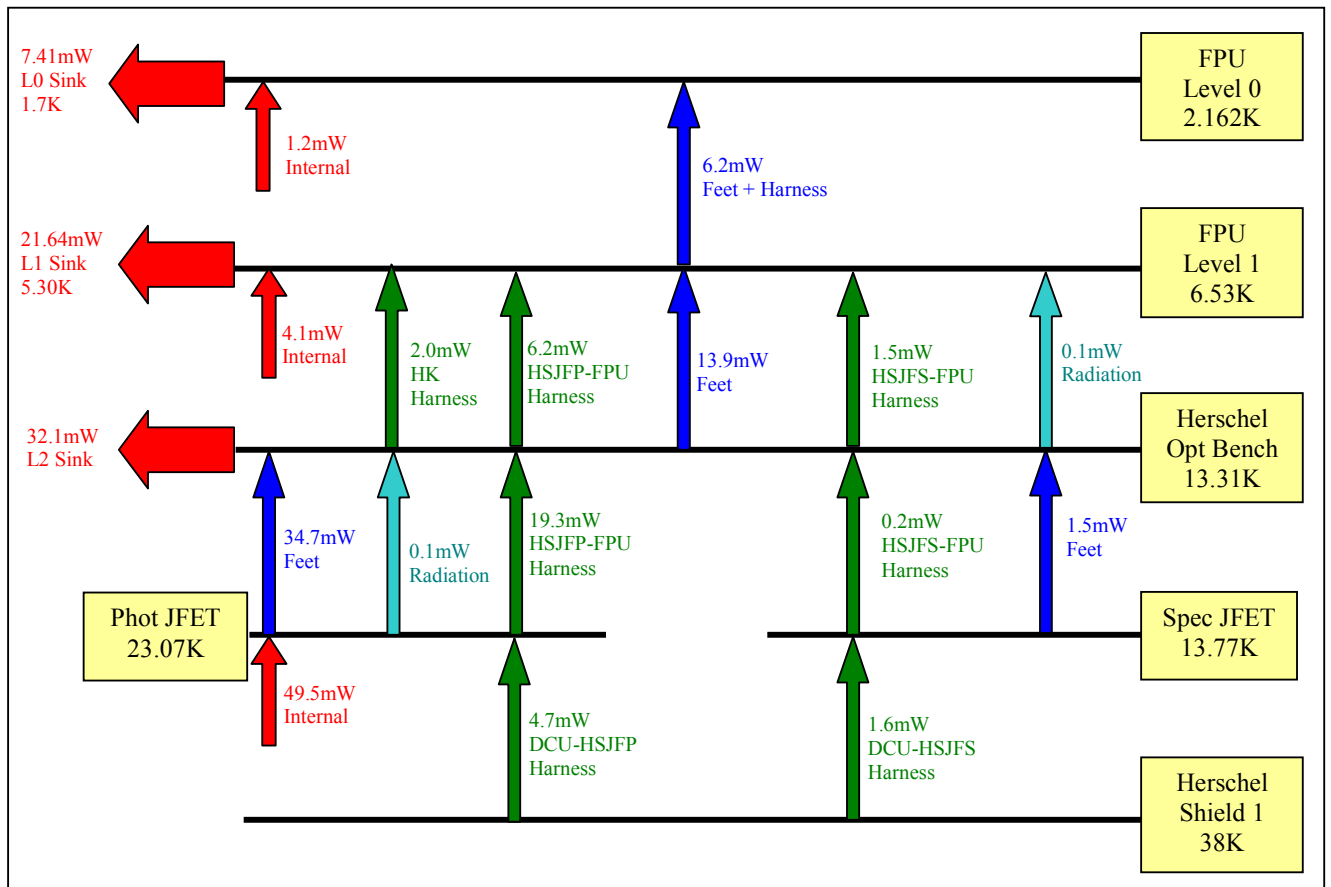 7.41mW
L0 Sink
1.7K
1.2mW
Internal
6.2mW
Feet + Harness
FPU
Level 0
2.162K
21.64mW
L1 Sink
5.30K
4.1mW
Internal
2.0mW
HK
Harness
6.2mW
HSJFP-FPU
Harness
13.9mW
Feet
1.5mW
HSJFS-FPU
Harness
0.1mW
Radiation
FPU
Level 1
6.53K
32.1mW
L2 Sink
34.7mW
Feet
0.1mW
Radiation
19.3mW
HSJFP-FPU
Harness
0.2mW
HSJFS-FPU
Harness
1.5mW
Feet
Herschel
Opt Bench
13.31K
Phot JFET
23.07K
49.5mW
Internal
4.7mW
DCU-HSJFP
Harness
1.6mW
DCU-HSJFS
Harness
Spec JFET
13.77K
Herschel
Shield 1
38K